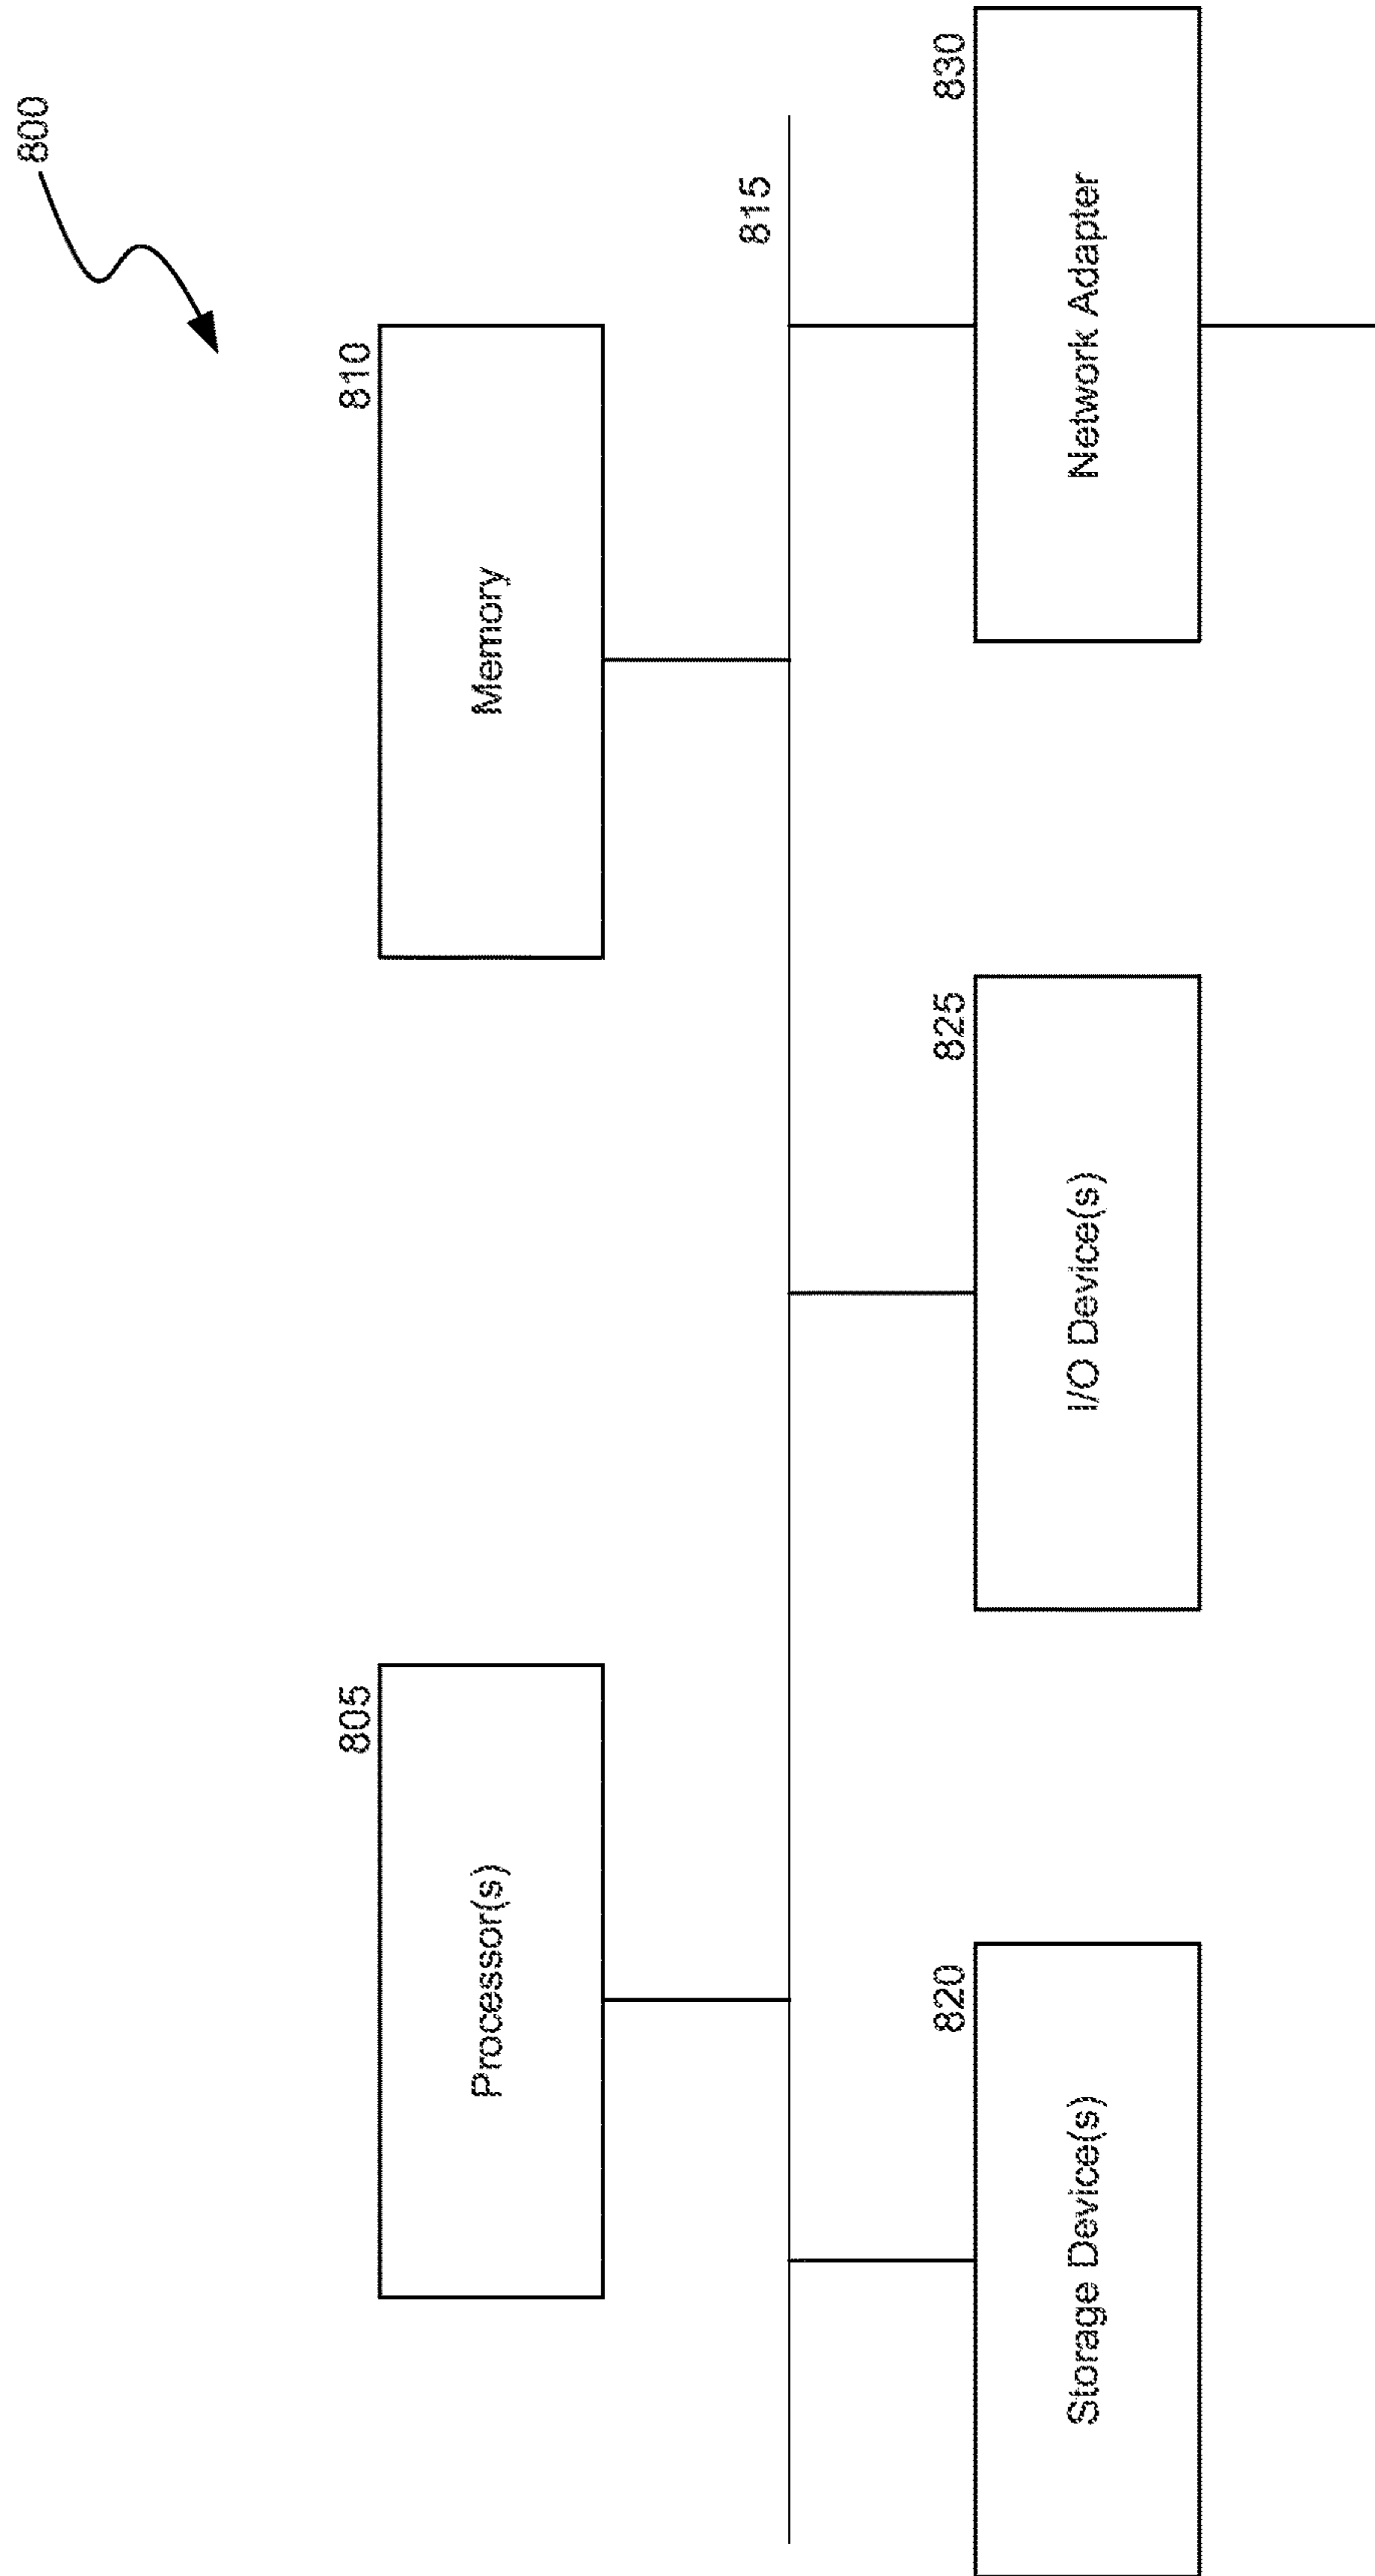 800
805
Processor(s)
810
Memory
815
820
Storage Device(s)
825
I/O Device(s)
830
Network Adapter